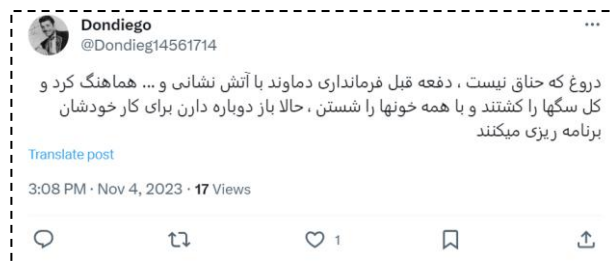 Dondiego
@Dondieg14561714
دروغ که حناق نیست ، دفعه قبل فرمانداری دماوند با آتش نشانی و ... هماهنگ کرد و
کل سگها را کشتند و با همه خونها را شستن ، حالا باز دوباره دارن برای کار خودشان
برنامه ریزی میکنند
Translate post
3:08 PM · Nov 4, 2023 · 17 Views
1